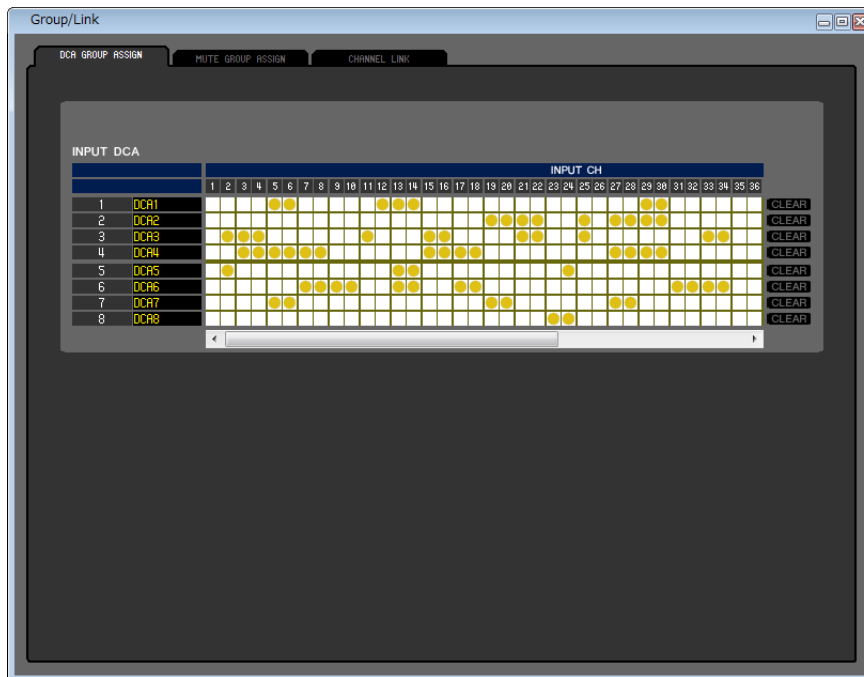 Group/Link
DCA GROUP ASSIGN MUTE GROUP ASSIGN CHANNEL LINK
INPUT DCA
INPUT CH
1 2 3 4 5 6 7 8 9 10 11 12 13 14 15 16 17 18 19 20 21 22 23 24 25 26 27 28 29 30 31 32 33 34 35 36
1 DCA1 CLEAR
2 DCA2 CLEAR
3 DCA3 CLEAR
4 DCA4 CLEAR
5 DCA5 CLEAR
6 DCA6 CLEAR
7 DCA7 CLEAR
8 DCA8 CLEAR